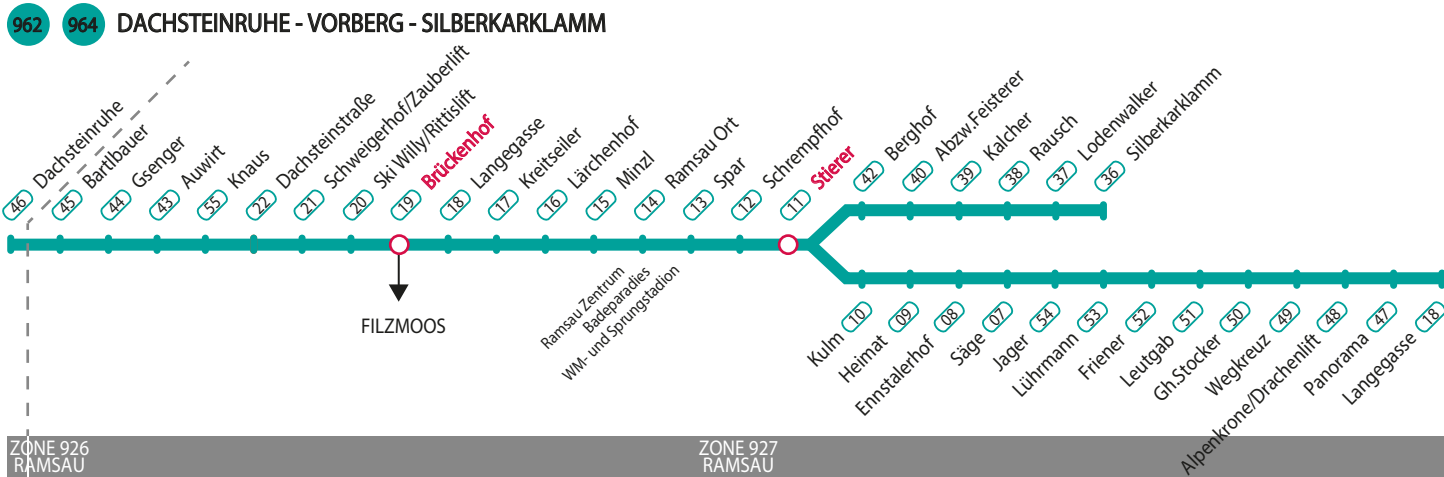 962 964 DACHSTEINRUHE - VORBERG - SILBERKARKLAMM
46 Dachsteinruhe
45 Bartlbauer
44 Gsenger
43 Auwirt
55 Knaus
22 Dachsteinstraße
21 Schweigerhof/Zauberlift
20 Ski Willy/Rittislift
19 Brückenhof
18 Langegasse
17 Kreitseiler
16 Lärchenhof
15 Minzl
14 Ramsau Ort
13 Spar
12 Schrempfhof
11 Stierer
42 Berghof
40 Abzw.Feisterer
39 Kalcher
38 Rausch
37 Lodenwalker
36 Silberkarklamm
FILZMOOS
Ramsau Zentrum
Badeparadies
WM- und Sprungstadion
Kulm 10
Heimat 09
Ennstalerhof 08
Säge 07
Jager 54
Lührmann 53
Friener 52
Leutgab 51
Gh.Stocker 50
Wegkreuz 49
Alpenkrone/Drachenlift 48
Panorama 47
Langegasse 18
ZONE 926
RAMSAU
ZONE 927
RAMSAU